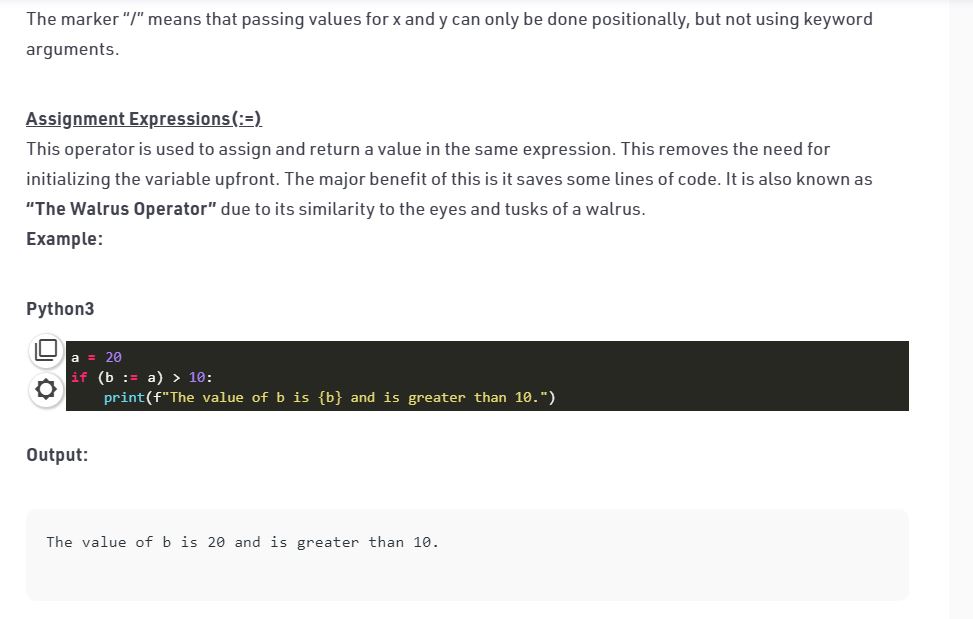 The marker “/” means that passing values for x and y can only be done positionally, but not using keyword
arguments.
Assignment Expressions(:=)
This operator is used to assign and return a value in the same expression. This removes the need for
initializing the variable upfront. The major benefit of this is it saves some lines of code. It is also known as
“The Walrus Operator” due to its similarity to the eyes and tusks of a walrus.
Example:
Python3
a = 20
if (b := a) > 10:
    print(f"The value of b is {b} and is greater than 10.")
Output:
The value of b is 20 and is greater than 10.